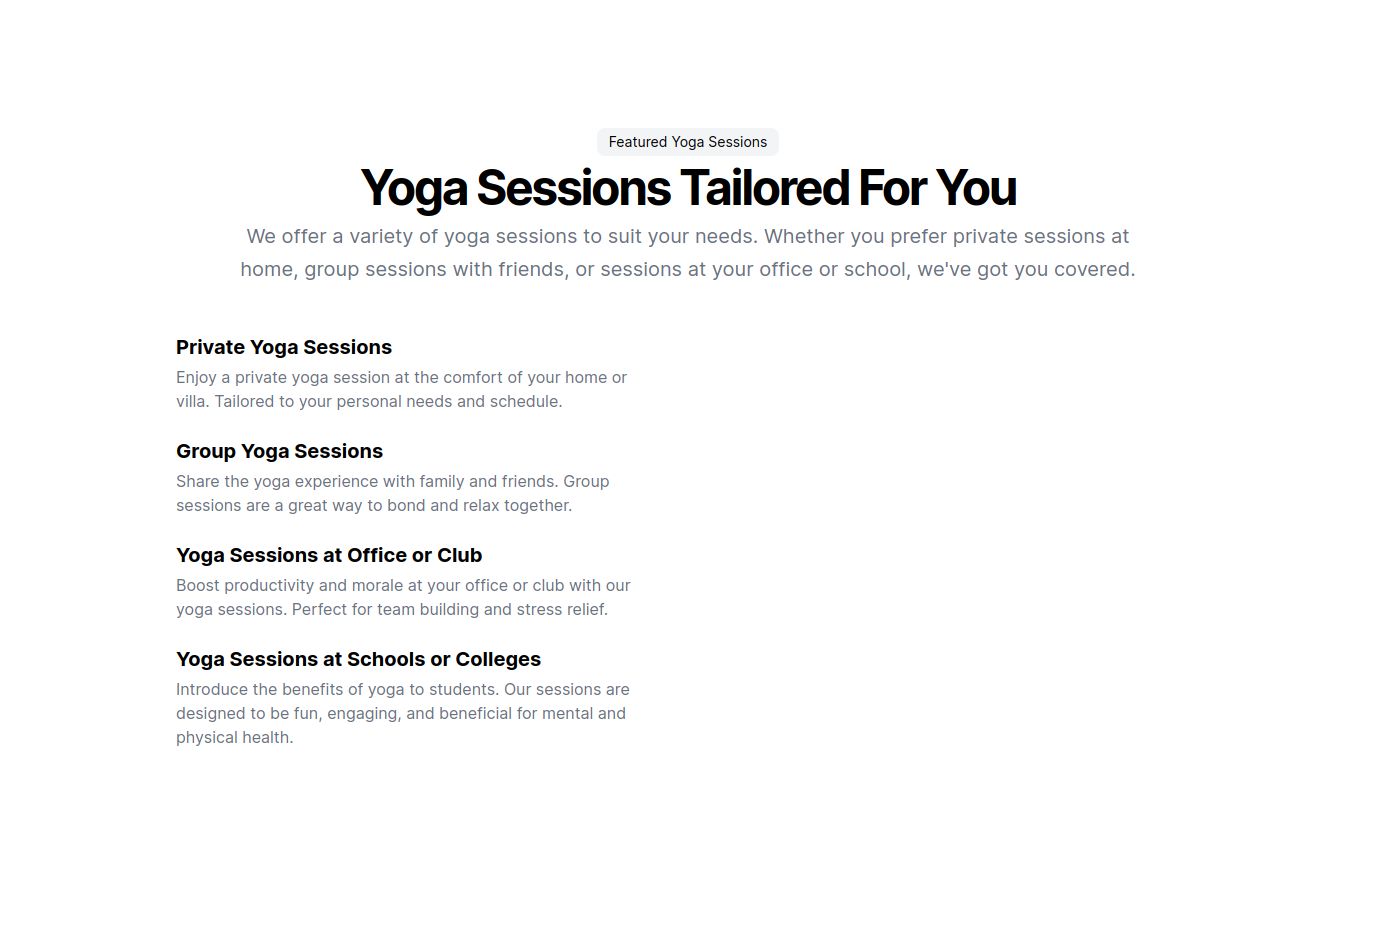 Featured Yoga Sessions
Yoga Sessions Tailored For You
We offer a variety of yoga sessions to suit your needs. Whether you prefer private sessions at
home, group sessions with friends, or sessions at your office or school, we've got you covered.
Private Yoga Sessions
Enjoy a private yoga session at the comfort of your home or
villa. Tailored to your personal needs and schedule.
Group Yoga Sessions
Share the yoga experience with family and friends. Group
sessions are a great way to bond and relax together.
Yoga Sessions at Office or Club
Boost productivity and morale at your office or club with our
yoga sessions. Perfect for team building and stress relief.
Yoga Sessions at Schools or Colleges
Introduce the benefits of yoga to students. Our sessions are
designed to be fun, engaging, and beneficial for mental and
physical health.